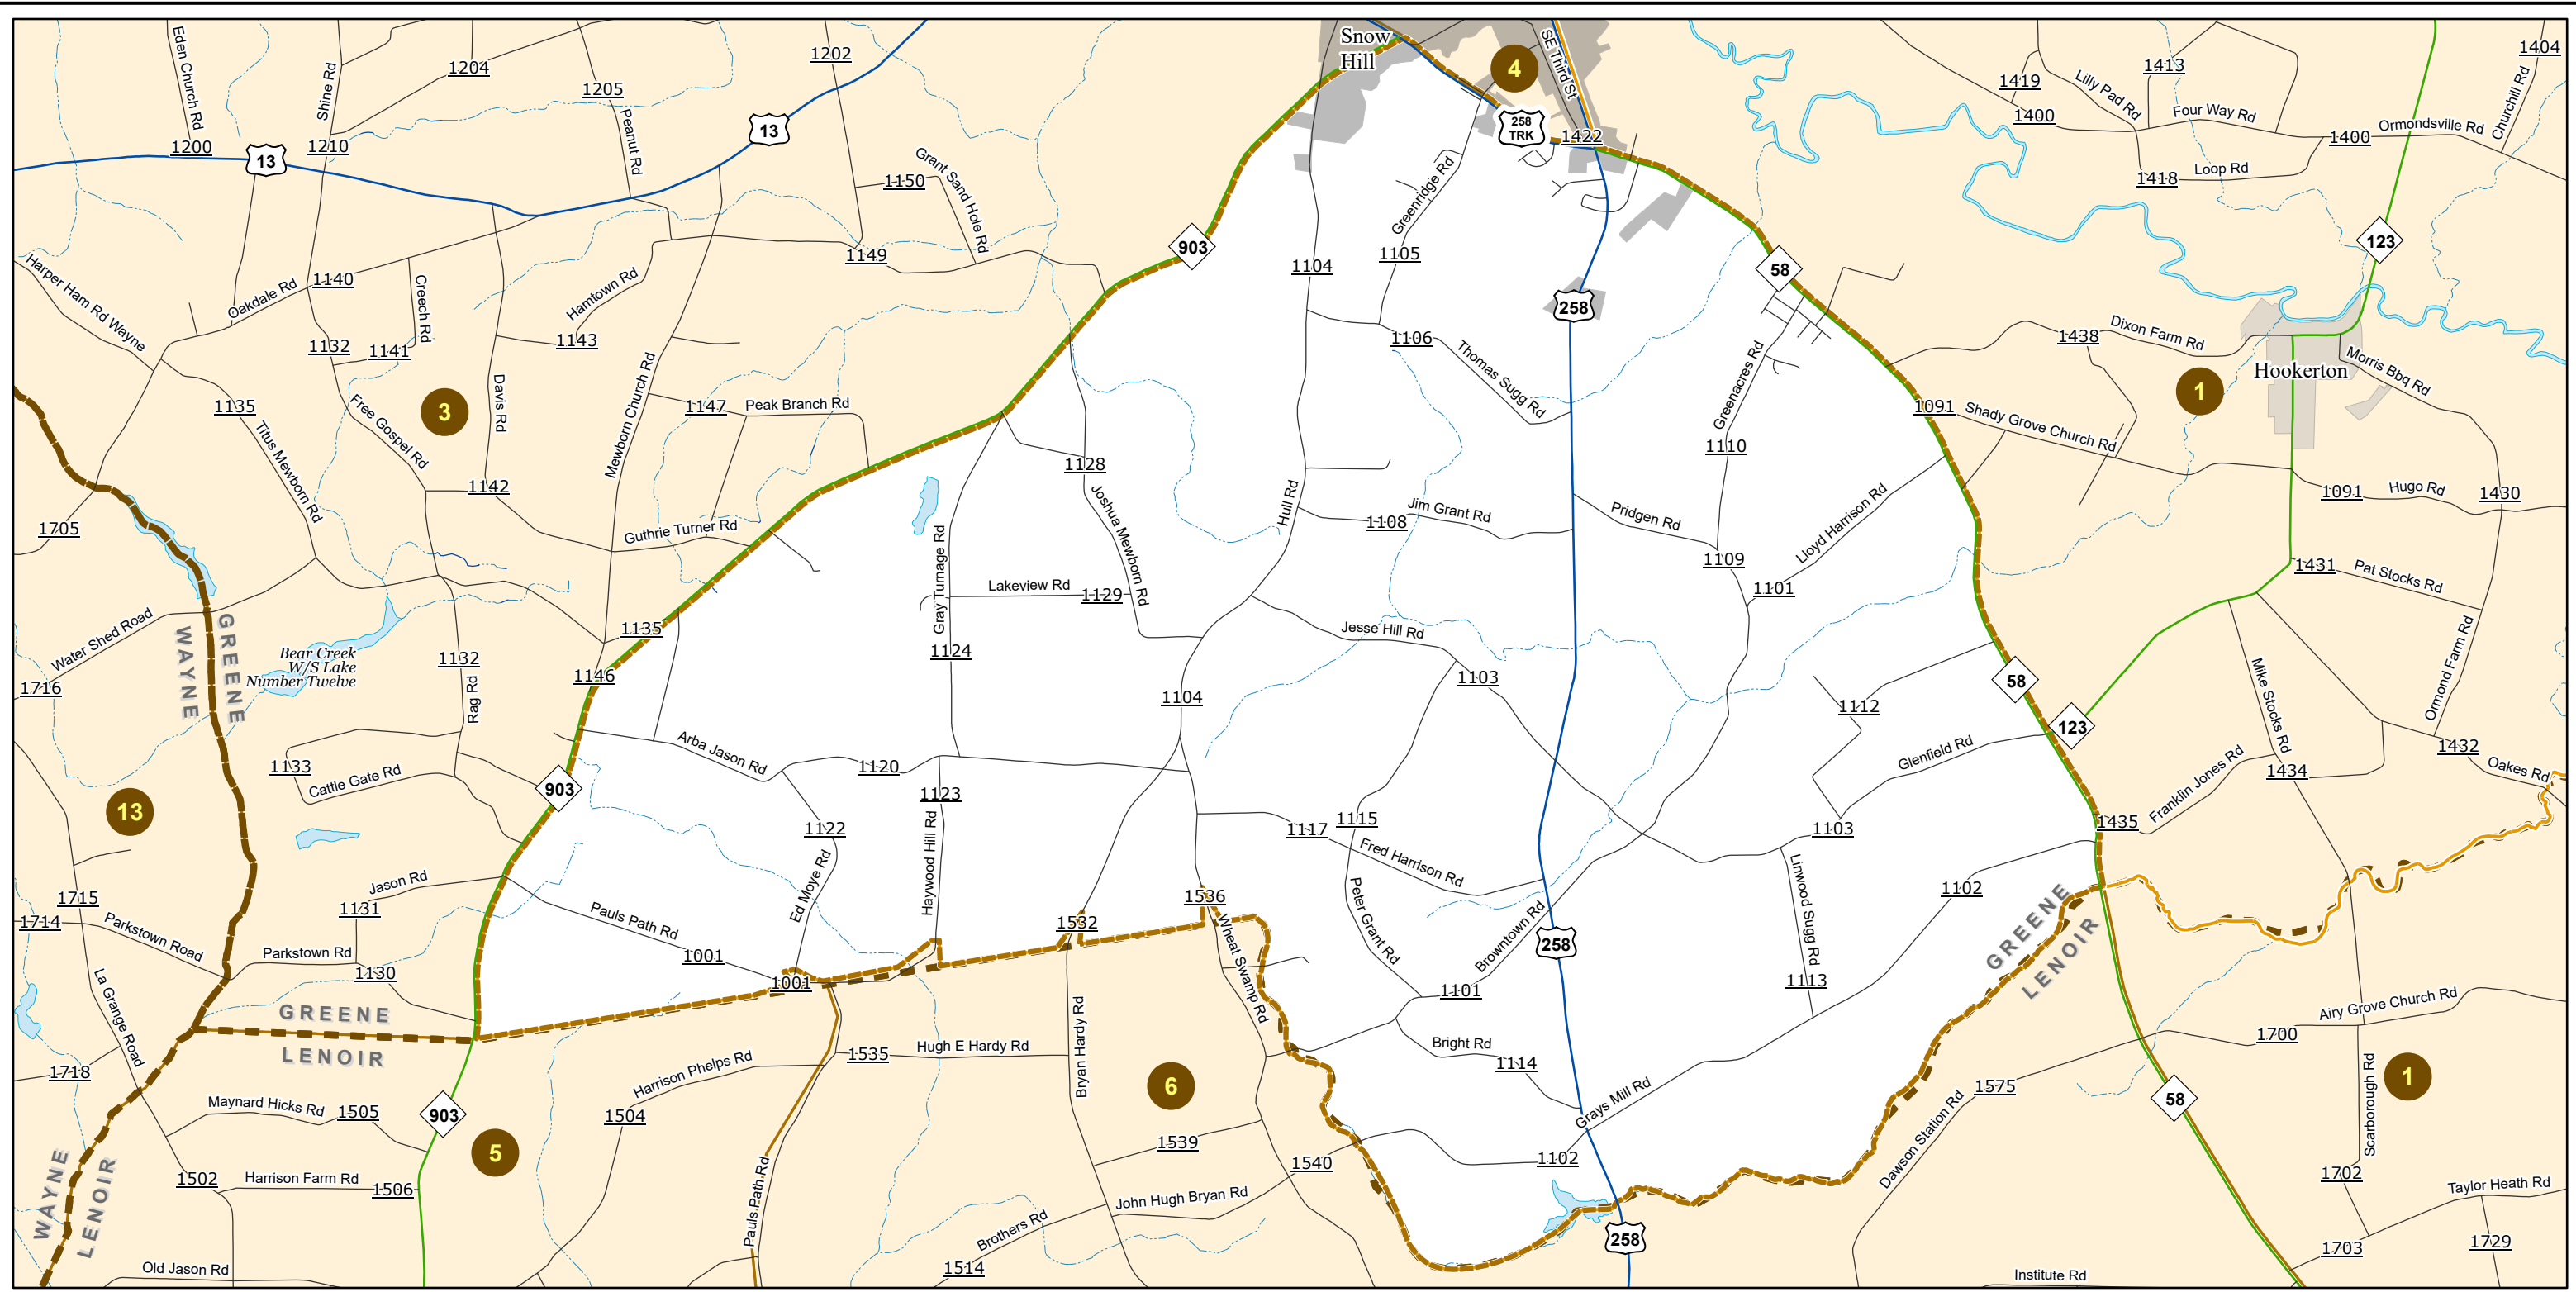 Snow
Hill
4
SE Third St
Eden Church Rd
Shine Rd
1204
1202
1205
Peanut Rd
13
1200
13
1210
258
TRK
1422
1419
Lilly Pad Rd
1413
1404
Churchill Rd
1400
Four Way Rd
1400
Ormondsville Rd
1418
Loop Rd
1150
Grant Sand Hole Rd
1149
903
1104
Greenridge Rd
1105
258
58
123
Harper Ham Rd Wayne
Oakdale Rd
1140
Creech Rd
Hamtown Rd
1132
1141
1143
1106
Thomas Sugg Rd
Greenacres Rd
1438
Dixon Farm Rd
Hookerton
Morris Bbq Rd
1
3
1135
Titus Mewborn Rd
Free Gospel Rd
Davis Rd
Mewborn Church Rd
1147
Peak Branch Rd
1110
1091
Shady Grove Church Rd
1128
1142
Joshua Mewborn Rd
Hull Rd
1108
Jim Grant Rd
Pridgen Rd
Lloyd Harrison Rd
1091
Hugo Rd
1430
1705
Guthrie Turner Rd
Gray Turnage Rd
1109
1101
1431
Pat Stocks Rd
Lakeview Rd
1129
Water Shed Road
WAYNE
GREENE
1135
Jesse Hill Rd
Bear Creek
W/S Lake
Number Twelve
1132
1124
Ormond Farm Rd
1716
1146
Rag Rd
1104
1103
58
1112
Mike Stocks Rd
123
Arba Jason Rd
Glenfield Rd
1432
1133
Cattle Gate Rd
1120
1434
Oakes Rd
903
1123
13
1122
1117
1115
1103
1435
Franklin Jones Rd
Fred Harrison Rd
Haywood Hill Rd
Ed Moye Rd
Jason Rd
Linwood Sugg Rd
1102
1715
1131
1536
Peter Grant Rd
1714
Parkstown Road
Pauls Path Rd
1532
Wheat Swamp Rd
Browntown Rd
258
GREENE
LENOIR
Parkstown Rd
1130
1001
1001
1101
1113
La Grange Road
GREENE
LENOIR
Airy Grove Church Rd
1700
Bryan Hardy Rd
1535
Hugh E Hardy Rd
Bright Rd
1114
1718
Harrison Phelps Rd
6
1575
1
Maynard Hicks Rd
1505
903
1504
Grays Mill Rd
58
Scarborough Rd
5
1539
Dawson Station Rd
WAYNE
LENOIR
1502
Harrison Farm Rd
1506
1540
1102
1702
Taylor Heath Rd
Pauls Path Rd
John Hugh Bryan Rd
Brothers Rd
258
1703
1729
Old Jason Rd
1514
Institute Rd